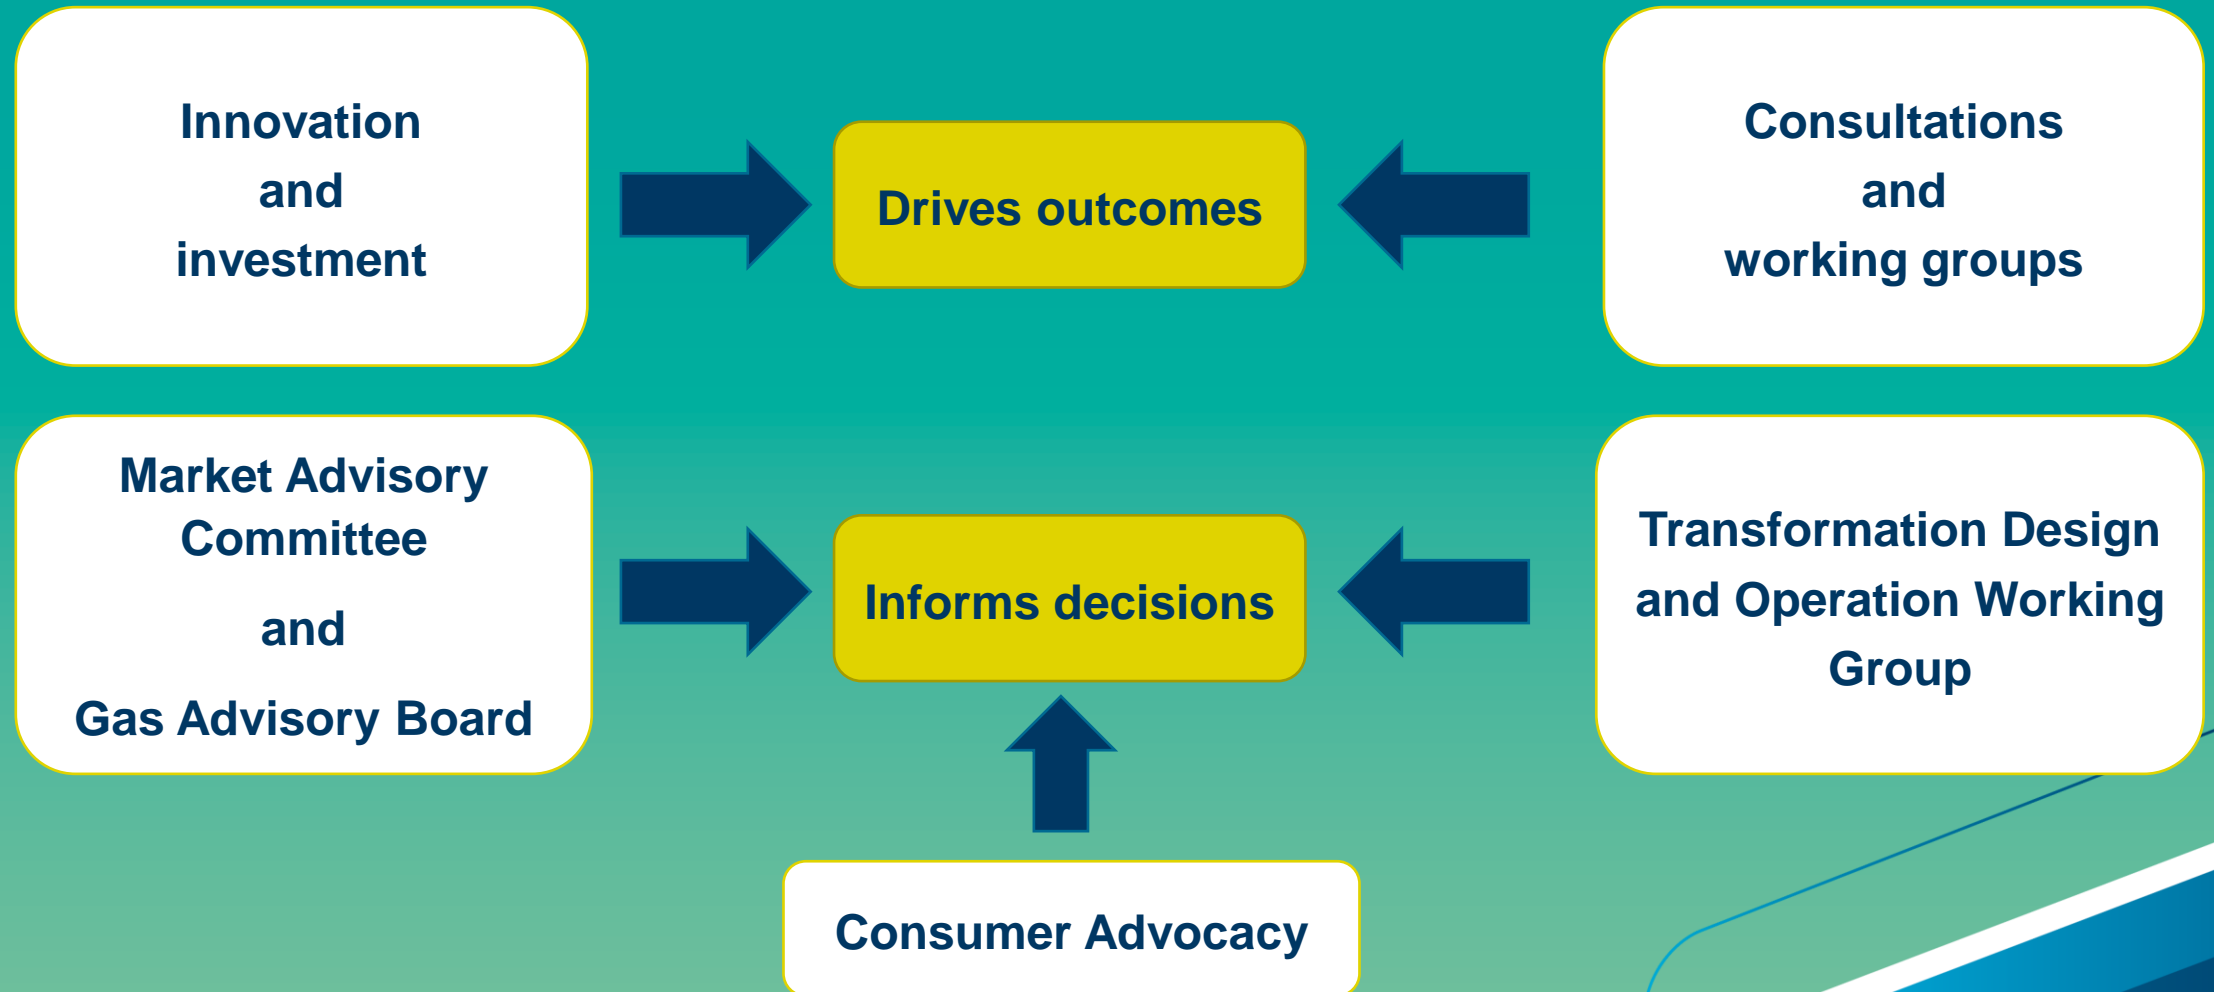 Innovation
and
investment
Drives outcomes
Consultations
and
working groups
Market Advisory
Committee
and
Gas Advisory Board
Informs decisions
Transformation Design
and Operation Working
Group
Consumer Advocacy